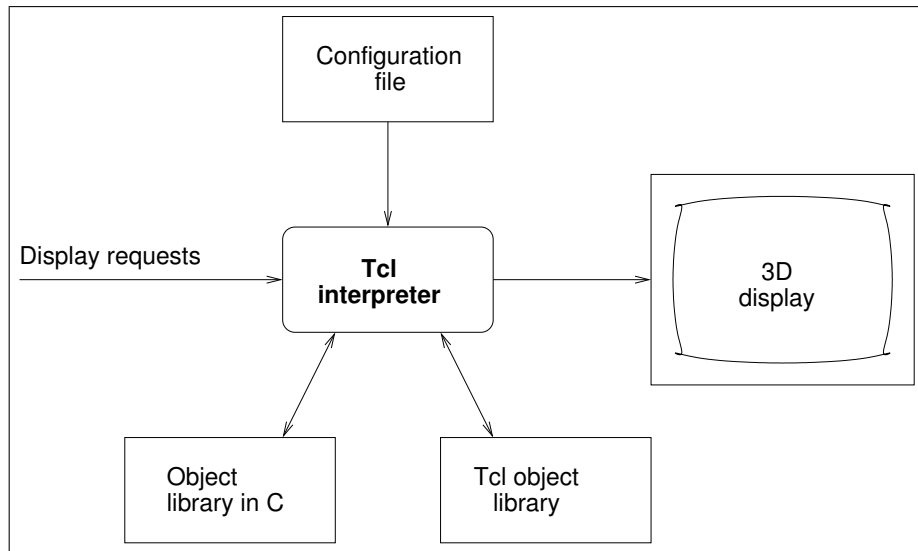 Configuration
file
Display requests
Tcl
interpreter
3D
display
Object
library in C
Tcl object
library